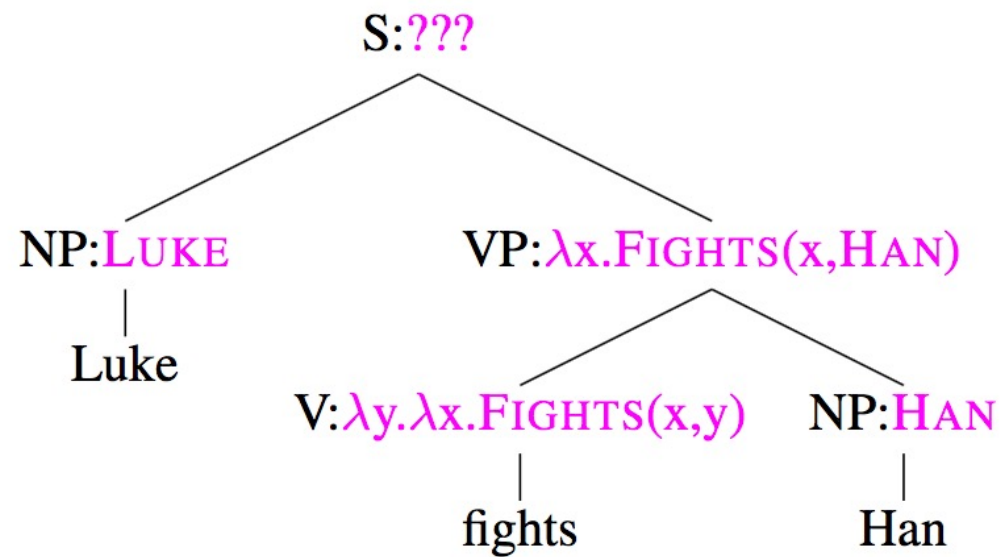 S:???
NP:LUKE VP:λx.FIGHTS(x,HAN)
Luke
V:λy.λx.FIGHTS(x,y) NP:HAN
fights Han